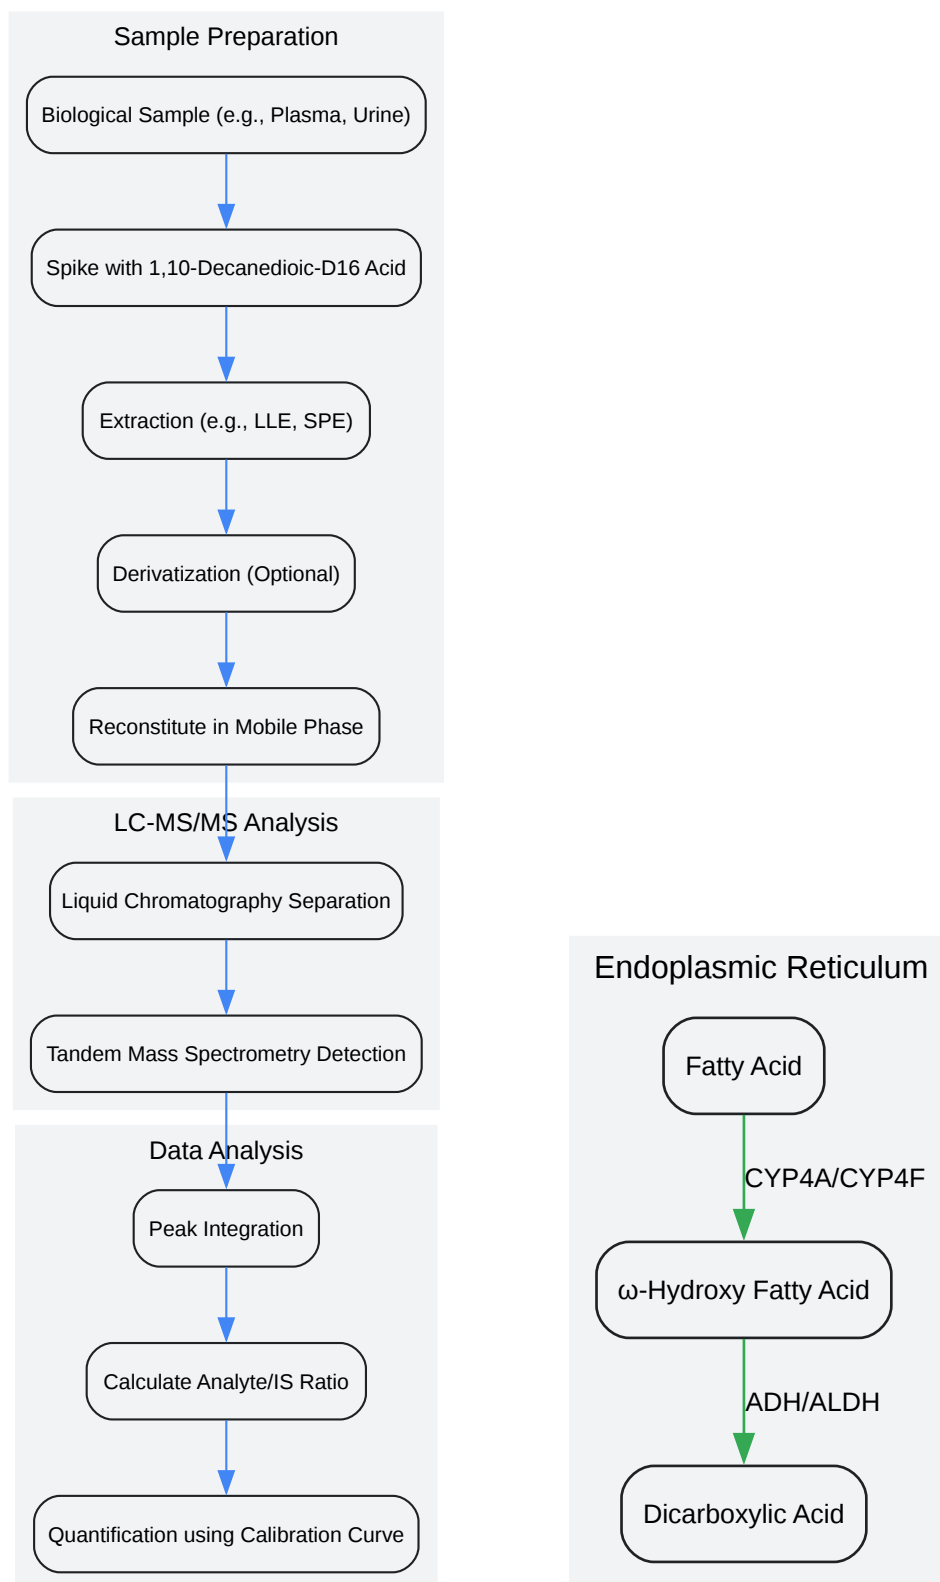 Sample Preparation
Biological Sample (e.g., Plasma, Urine)
Spike with 1,10-Decanedioic-D16 Acid
Extraction (e.g., LLE, SPE)
Derivatization (Optional)
Reconstitute in Mobile Phase
LC-MS/MS Analysis
Liquid Chromatography Separation
Tandem Mass Spectrometry Detection
Data Analysis
Peak Integration
Calculate Analyte/IS Ratio
Quantification using Calibration Curve
Endoplasmic Reticulum
Fatty Acid
CYP4A/CYP4F
ω-Hydroxy Fatty Acid
ADH/ALDH
Dicarboxylic Acid